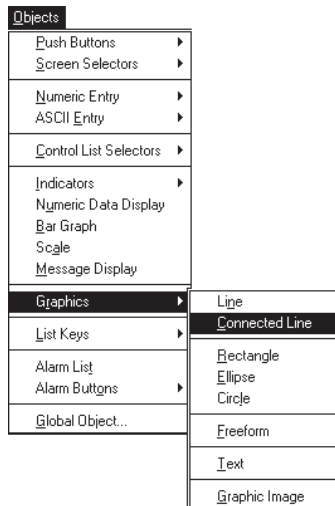 Objects
Push Buttons
Screen Selectors
Numeric Entry
ASCII Entry
Control List Selectors
Indicators
Numeric Data Display
Bar Graph
Scale
Message Display
Graphics
List Keys
Alarm List
Alarm Buttons
Global Object...
Line
Connected Line
Rectangle
Ellipse
Circle
Freeform
Text
Graphic Image